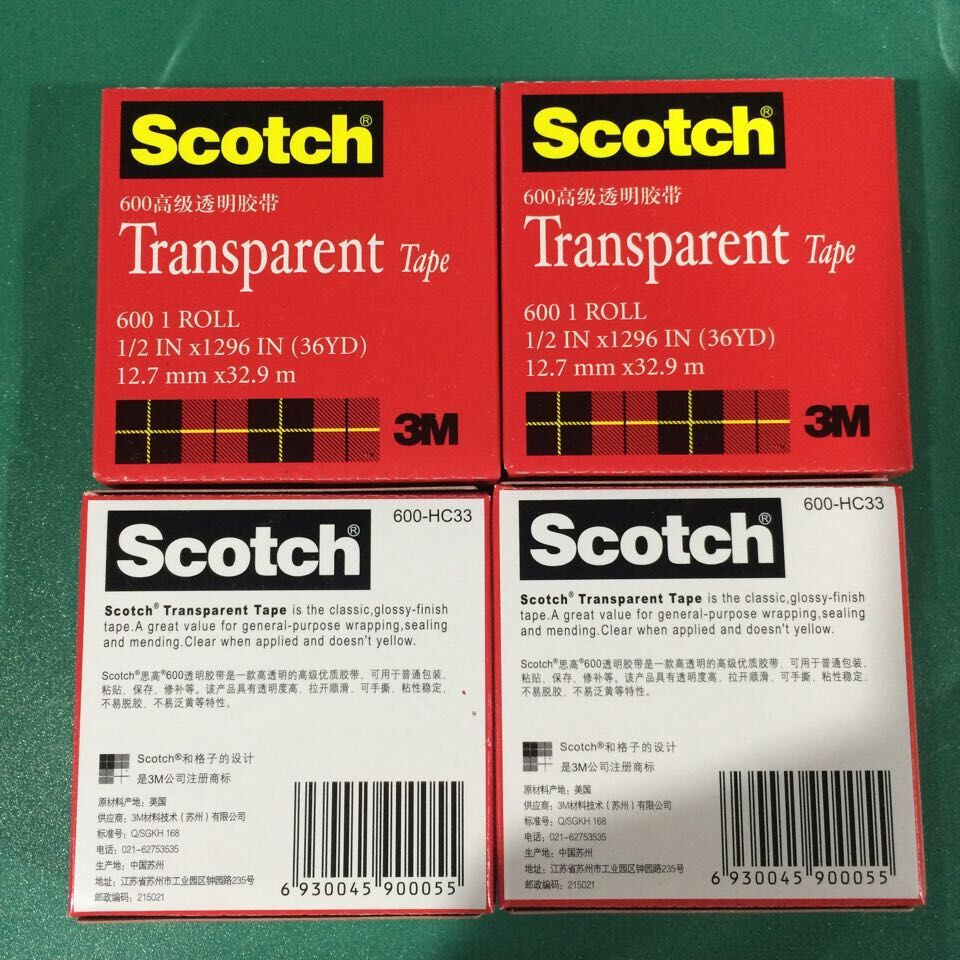 Scotch®
600高级透明胶带
Transparent Tape
600 1 ROLL
1/2 IN x1296 IN (36YD)
12.7 mm x32.9 m
3M
Scotch®
600高级透明胶带
Transparent Tape
600 1 ROLL
1/2 IN x1296 IN (36YD)
12.7 mm x32.9 m
3M
Scotch®
600-HC33
Scotch® Transparent Tape is the classic,glossy-finish
tape.A great value for general-purpose wrapping,sealing
and mending.Clear when applied and doesn't yellow.
Scotch®思高®600透明胶带是一款高透明的高级优质胶带，可用于普通包装、
粘贴、保存、修补等。该产品具有透明度高，拉开顺滑，可手撕，粘性稳定，
不易脱胶，不易泛黄等特性。
Scotch®和格子的设计
是3M公司注册商标
原材料产地：美国
供应商：3M材料技术（苏州）有限公司
标准号：Q/SGKH 168
电话：021-62753535
生产地：中国苏州
地址：江苏省苏州市工业园区钟园路235号
邮政编码：215021
6 930045 900055
Scotch®
600-HC33
Scotch® Transparent Tape is the classic,glossy-finish
tape.A great value for general-purpose wrapping,sealing
and mending.Clear when applied and doesn't yellow.
Scotch®思高®600透明胶带是一款高透明的高级优质胶带，可用于普通包装、
粘贴、保存、修补等。该产品具有透明度高，拉开顺滑，可手撕，粘性稳定，
不易脱胶，不易泛黄等特性。
Scotch®和格子的设计
是3M公司注册商标
原材料产地：美国
供应商：3M材料技术（苏州）有限公司
标准号：Q/SGKH 168
电话：021-62753535
生产地：中国苏州
地址：江苏省苏州市工业园区钟园路235号
邮政编码：215021
6 930045 900055